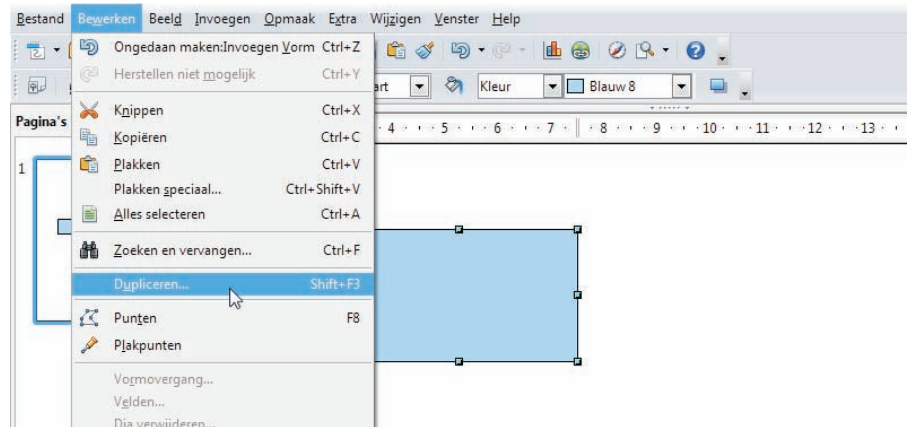 Bestand Bewerken Beeld Invoegen Opmaak Extra Wijzigen Venster Help
Ongedaan maken:Invoegen Vorm Ctrl+Z
Herstellen niet mogelijk Ctrl+Y
art Kleur Blauw 8
Knippen Ctrl+X
Pagina's
4 5 6 7 8 9 10 11 12 13
Kopiëren Ctrl+C
1
Plakken Ctrl+V
Plakken speciaal... Ctrl+Shift+V
Alles selecteren Ctrl+A
Zoeken en vervangen... Ctrl+F
Dupliceren... Shift+F3
Punten F8
Plakpunten
Vormovergang...
Velden...
Dia verwijderen...